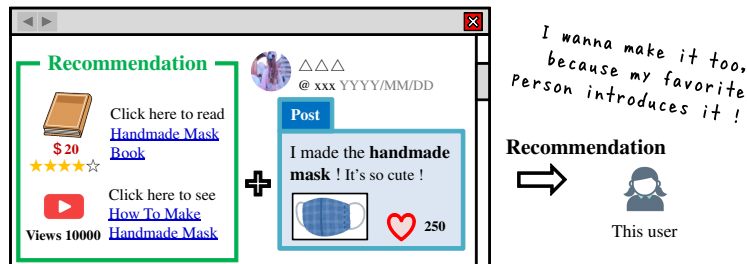 Recommendation
Click here to read
Handmade Mask
Book
$ 20
★★★★☆
Click here to see
How To Make
Handmade Mask
Views 10000
△△△
@ xxx YYYY/MM/DD
Post
I made the handmade
mask ! It's so cute !
250
I wanna make it too,
because my favorite
person introduces it !
Recommendation
This user